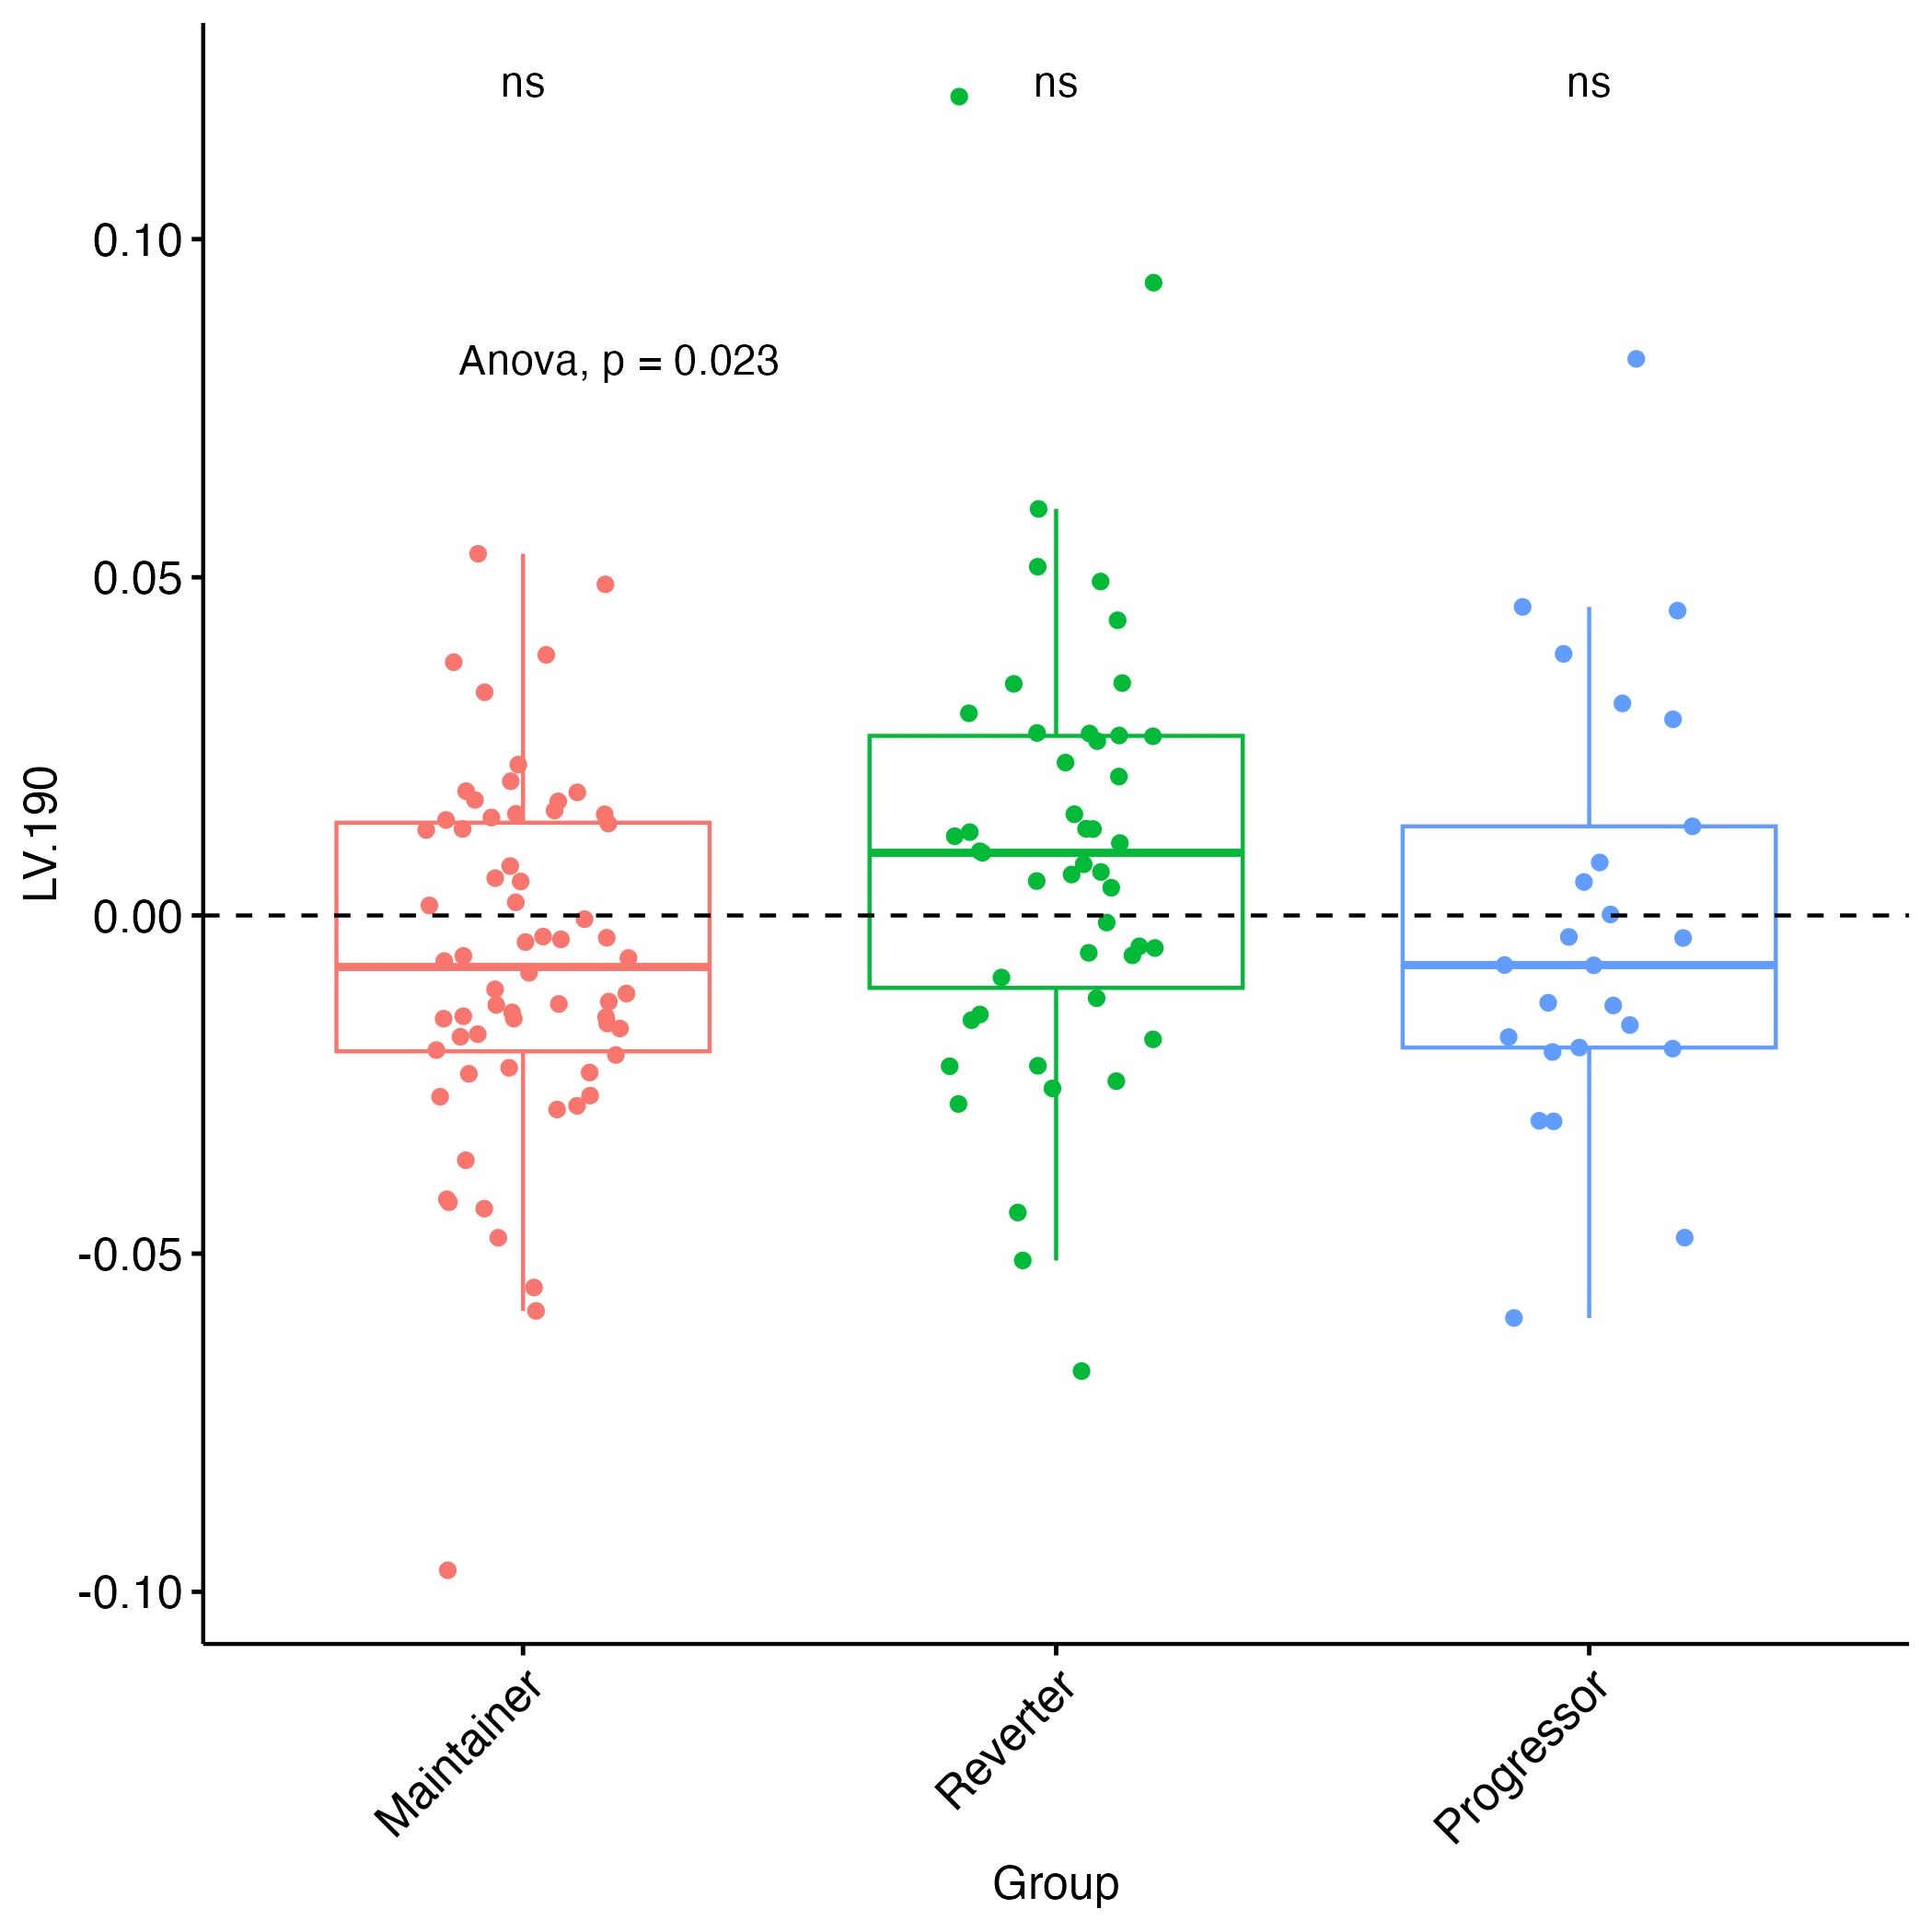 ns ns ns
Anova, p = 0.023
LV.190
0.10
0.05
0.00
-0.05
-0.10
Maintainer Reverter Progressor
Group